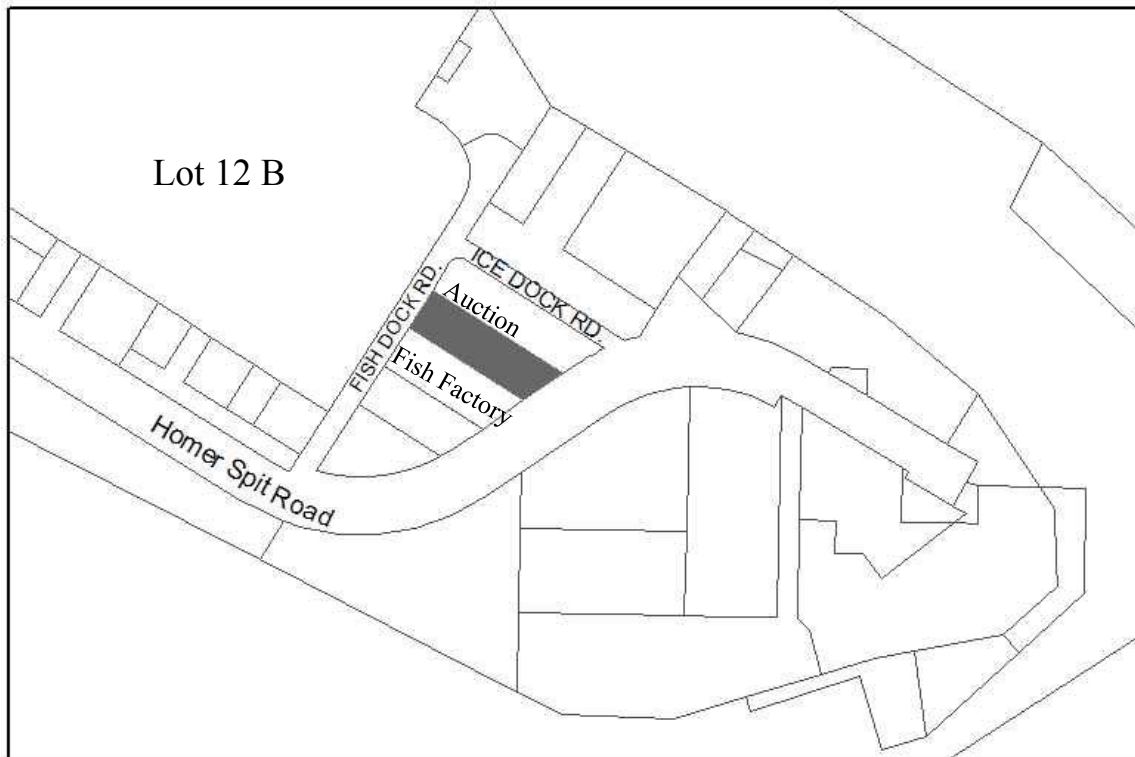 Lot 12 B
ICE DOCK RD.
FISH DOCK RD.
Auction
Fish Factory
Homer Spit Road